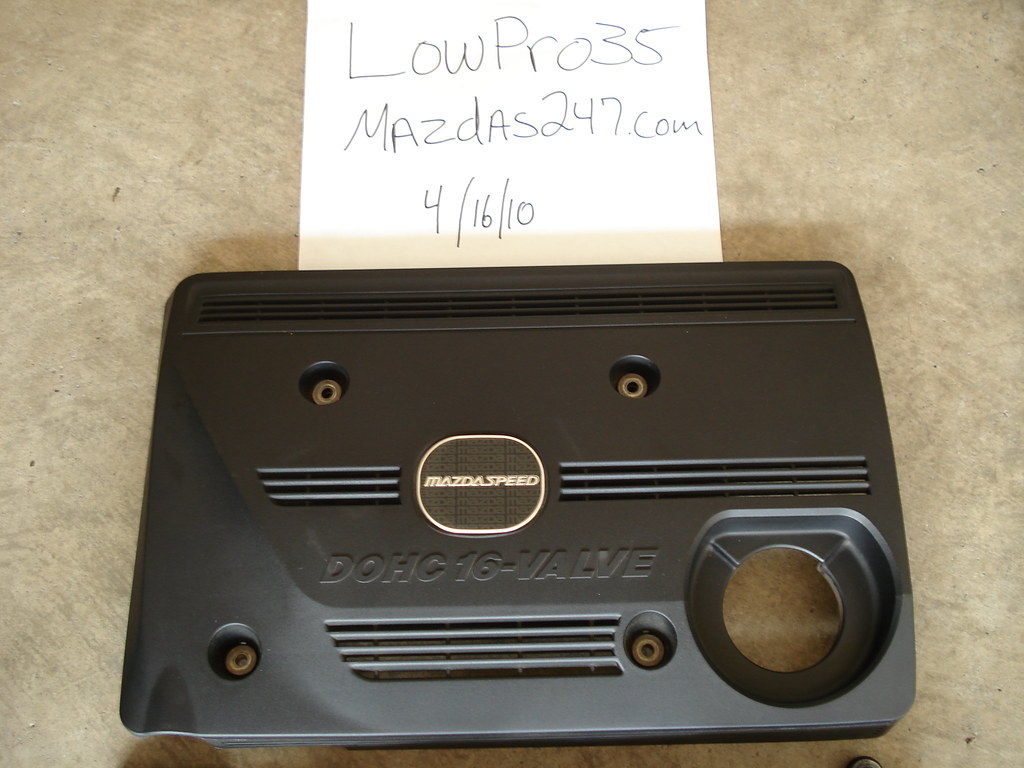 LowPro35
MAzdAS247.com
4/16/10
MAZDASPEED
DOHC 16-VALVE